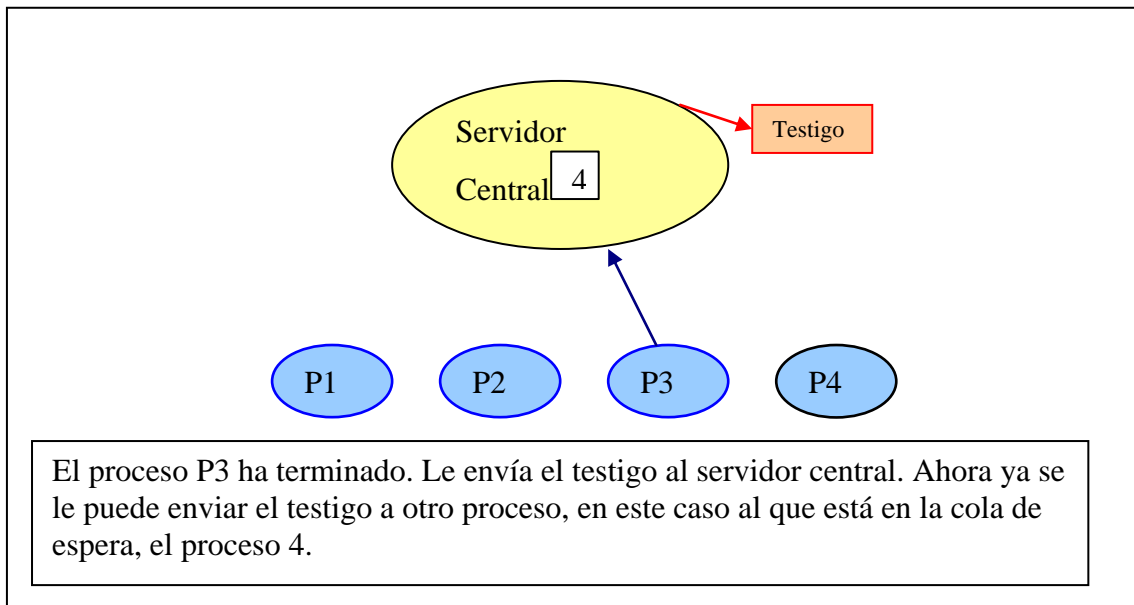 Servidor
Testigo
Central
4
P1 P2 P3 P4
El proceso P3 ha terminado. Le envía el testigo al servidor central. Ahora ya se
le puede enviar el testigo a otro proceso, en este caso al que está en la cola de
espera, el proceso 4.